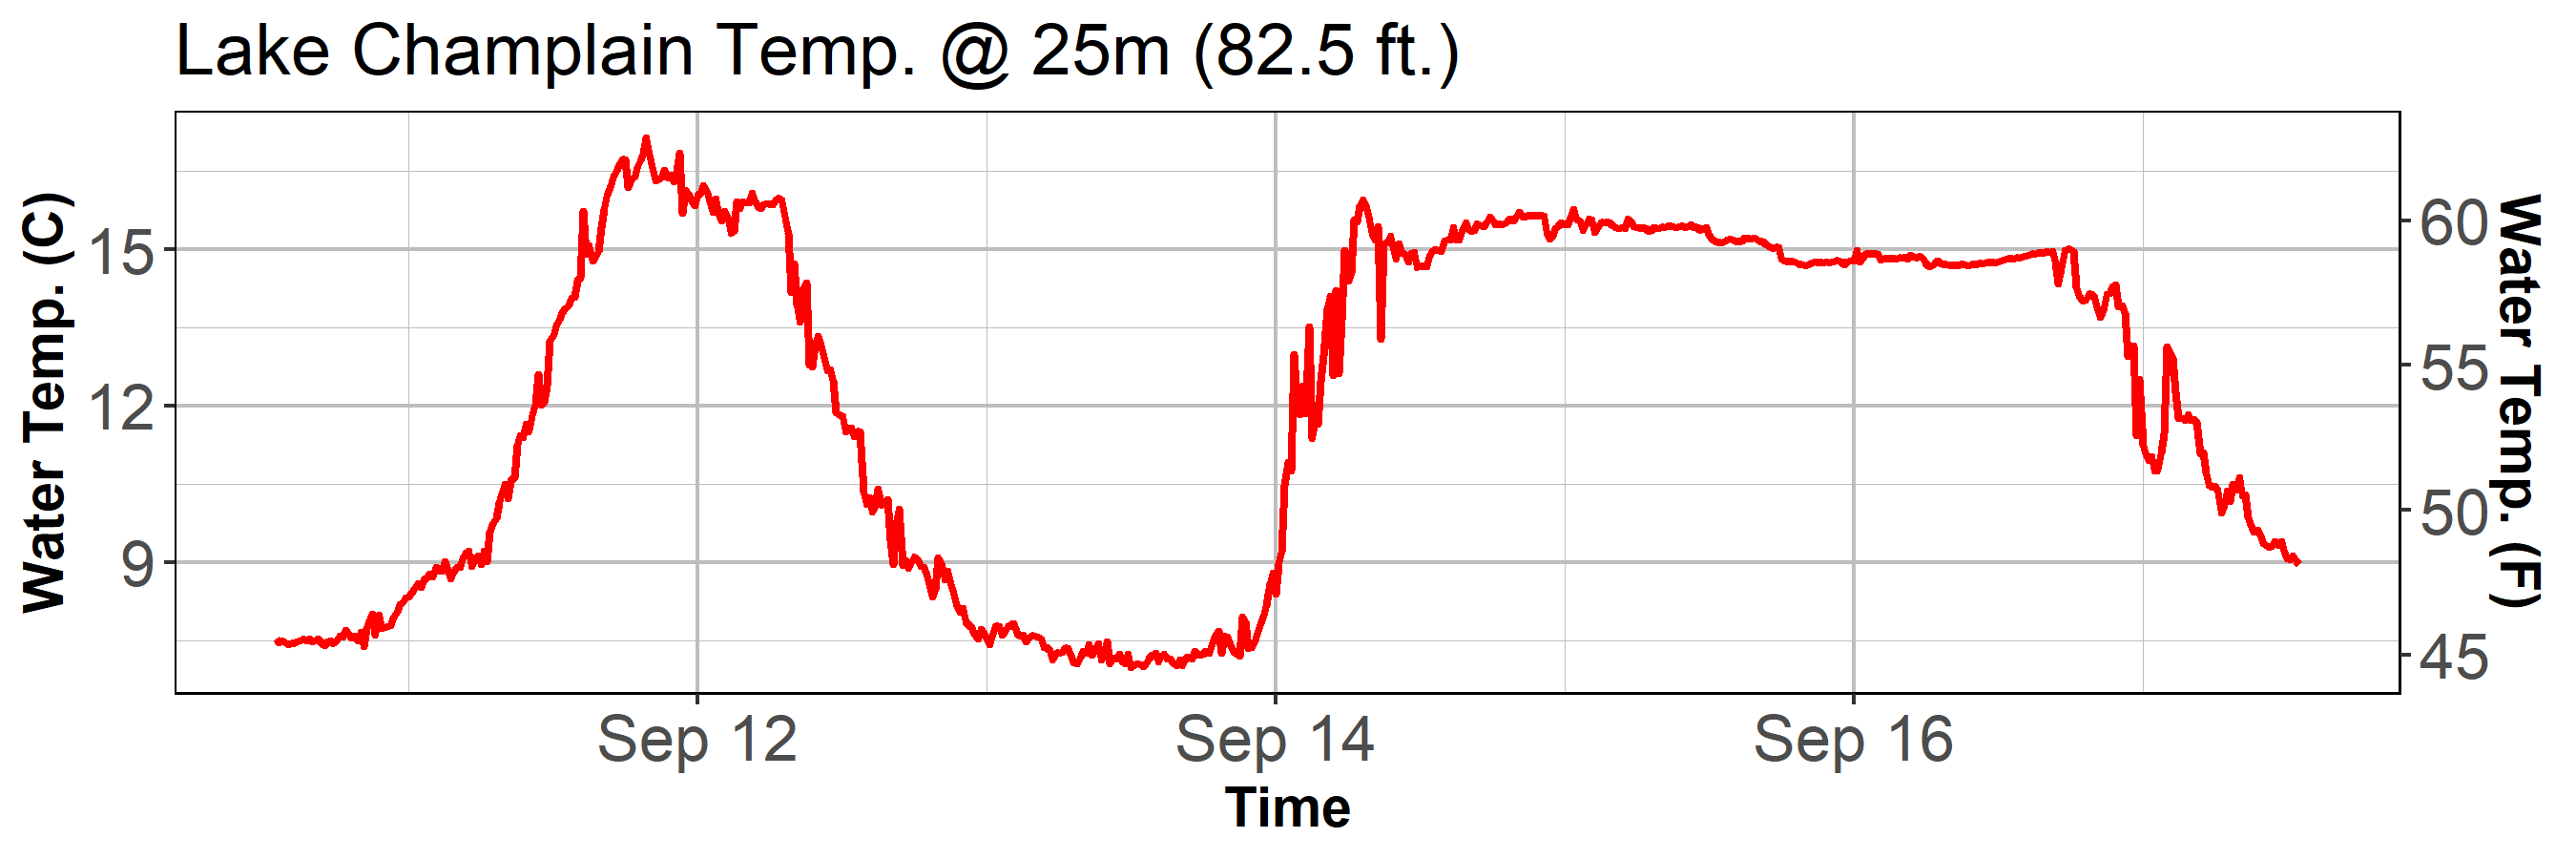 Lake Champlain Temp. @ 25m (82.5 ft.)
Water Temp. (C)
15
12
9
60
55
50
45
Water Temp. (F)
Sep 12
Sep 14
Sep 16
Time